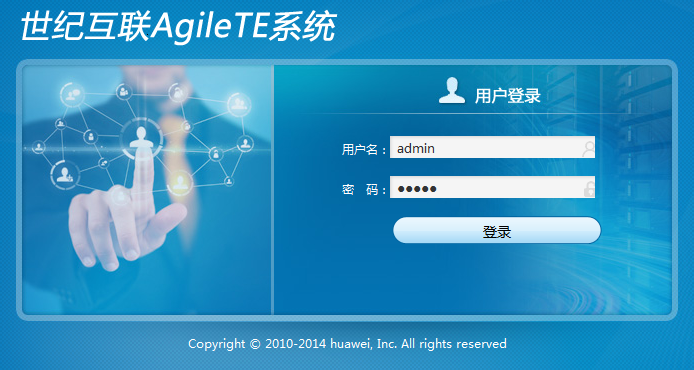 世纪互联AgileTE系统
用户登录
用户名： admin
密 码： ●●●●●
登录
Copyright © 2010-2014 huawei, Inc. All rights reserved